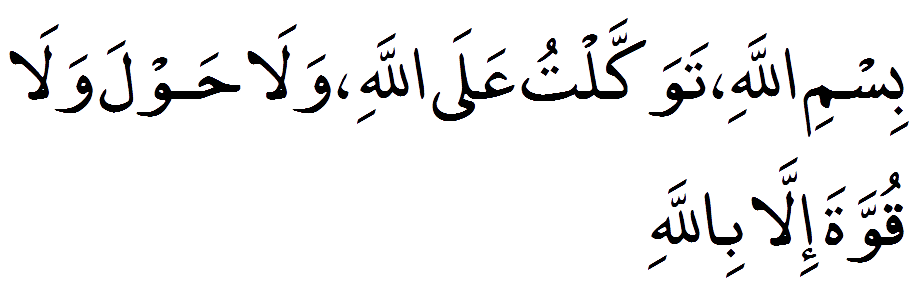 بِسْمِ اللَّهِ، تَوَكَّلْتُ عَلَى اللَّهِ، وَلَا حَوْلَ وَلَا
قُوَّةَ إِلَّا بِاللَّهِ